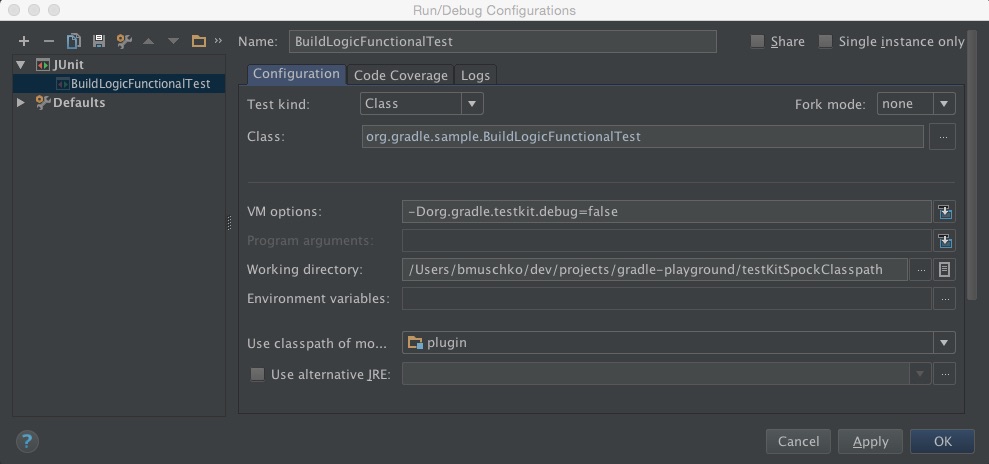 Run/Debug Configurations
Name: BuildLogicFunctionalTest Share Single instance only
JUnit
BuildLogicFunctionalTest
Defaults
Configuration Code Coverage Logs
Test kind: Class Fork mode: none
Class: org.gradle.sample.BuildLogicFunctionalTest ...
VM options: -Dorg.gradle.testkit.debug=false
Program arguments:
Working directory: /Users/bmuschko/dev/projects/gradle-playground/testKitSpockClasspath ...
Environment variables: ...
Use classpath of mo... plugin
Use alternative JRE: ...
? Cancel Apply OK